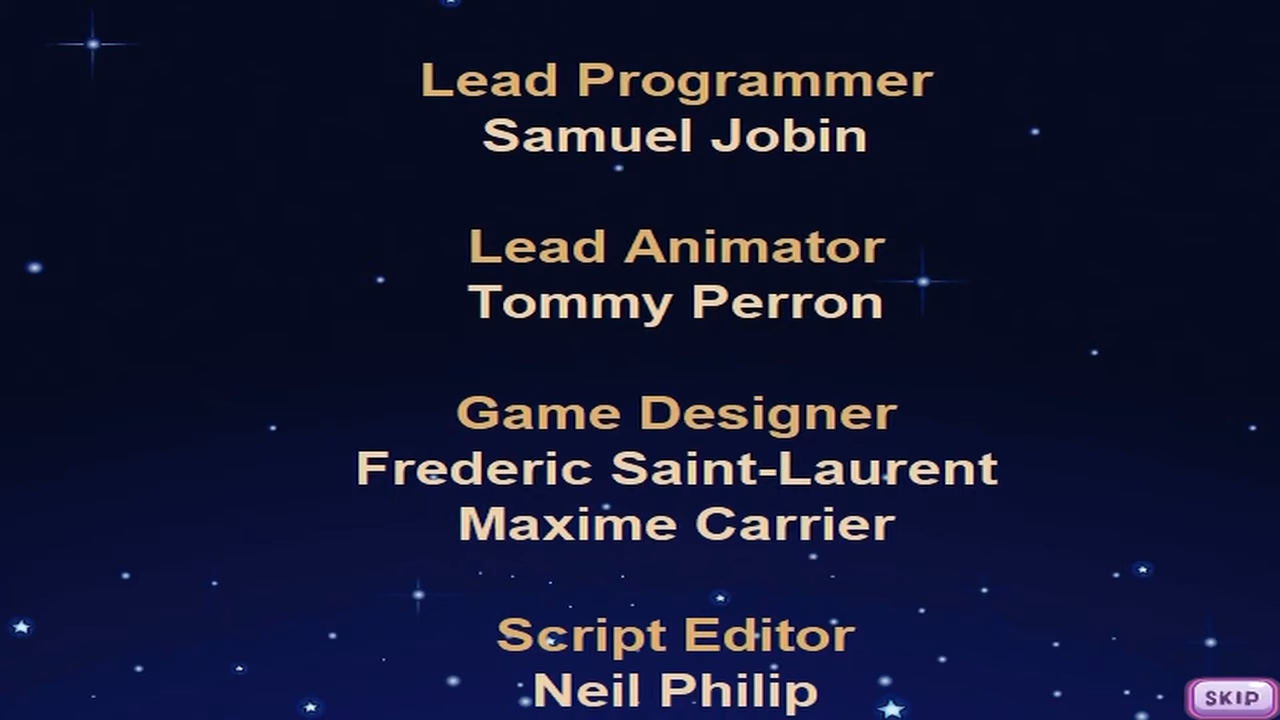 Lead Programmer
Samuel Jobin
Lead Animator
Tommy Perron
Game Designer
Frederic Saint-Laurent
Maxime Carrier
Script Editor
Neil Philip
SKIP